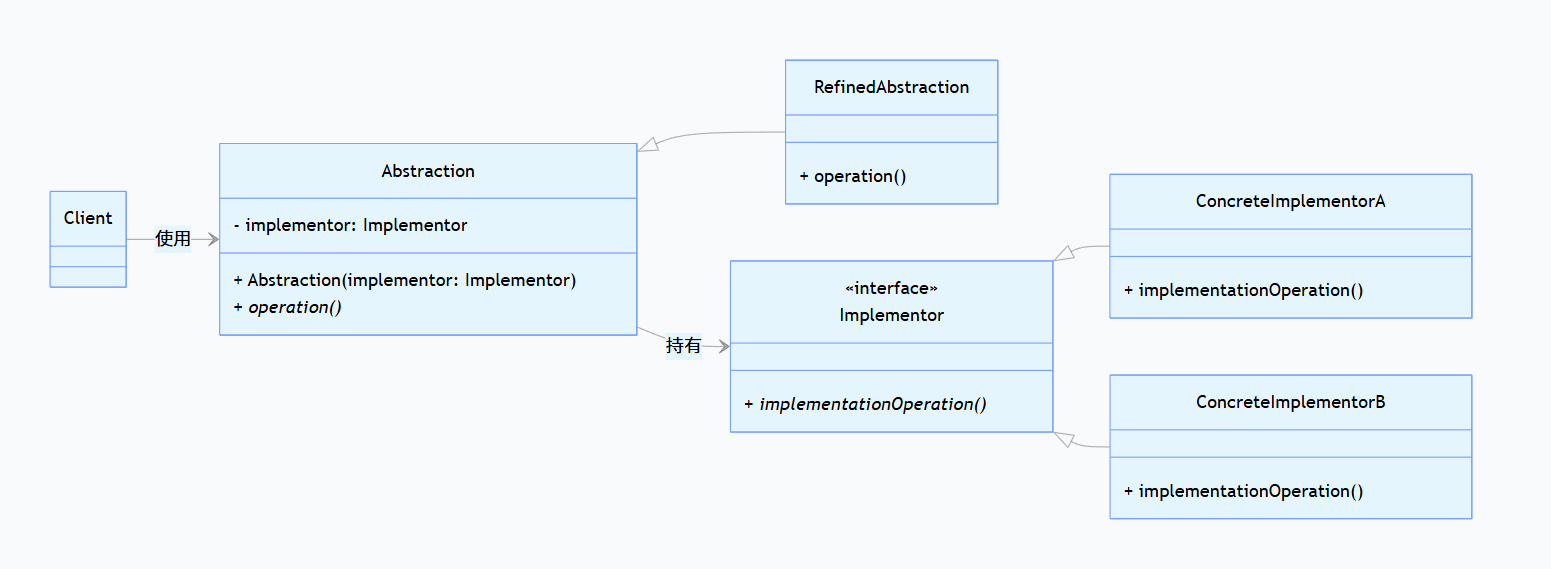 Client
使用
Abstraction
- implementor: Implementor
+ Abstraction(implementor: Implementor)
+ operation()
RefinedAbstraction
+ operation()
持有
«interface»
Implementor
+ implementationOperation()
ConcreteImplementorA
+ implementationOperation()
ConcreteImplementorB
+ implementationOperation()